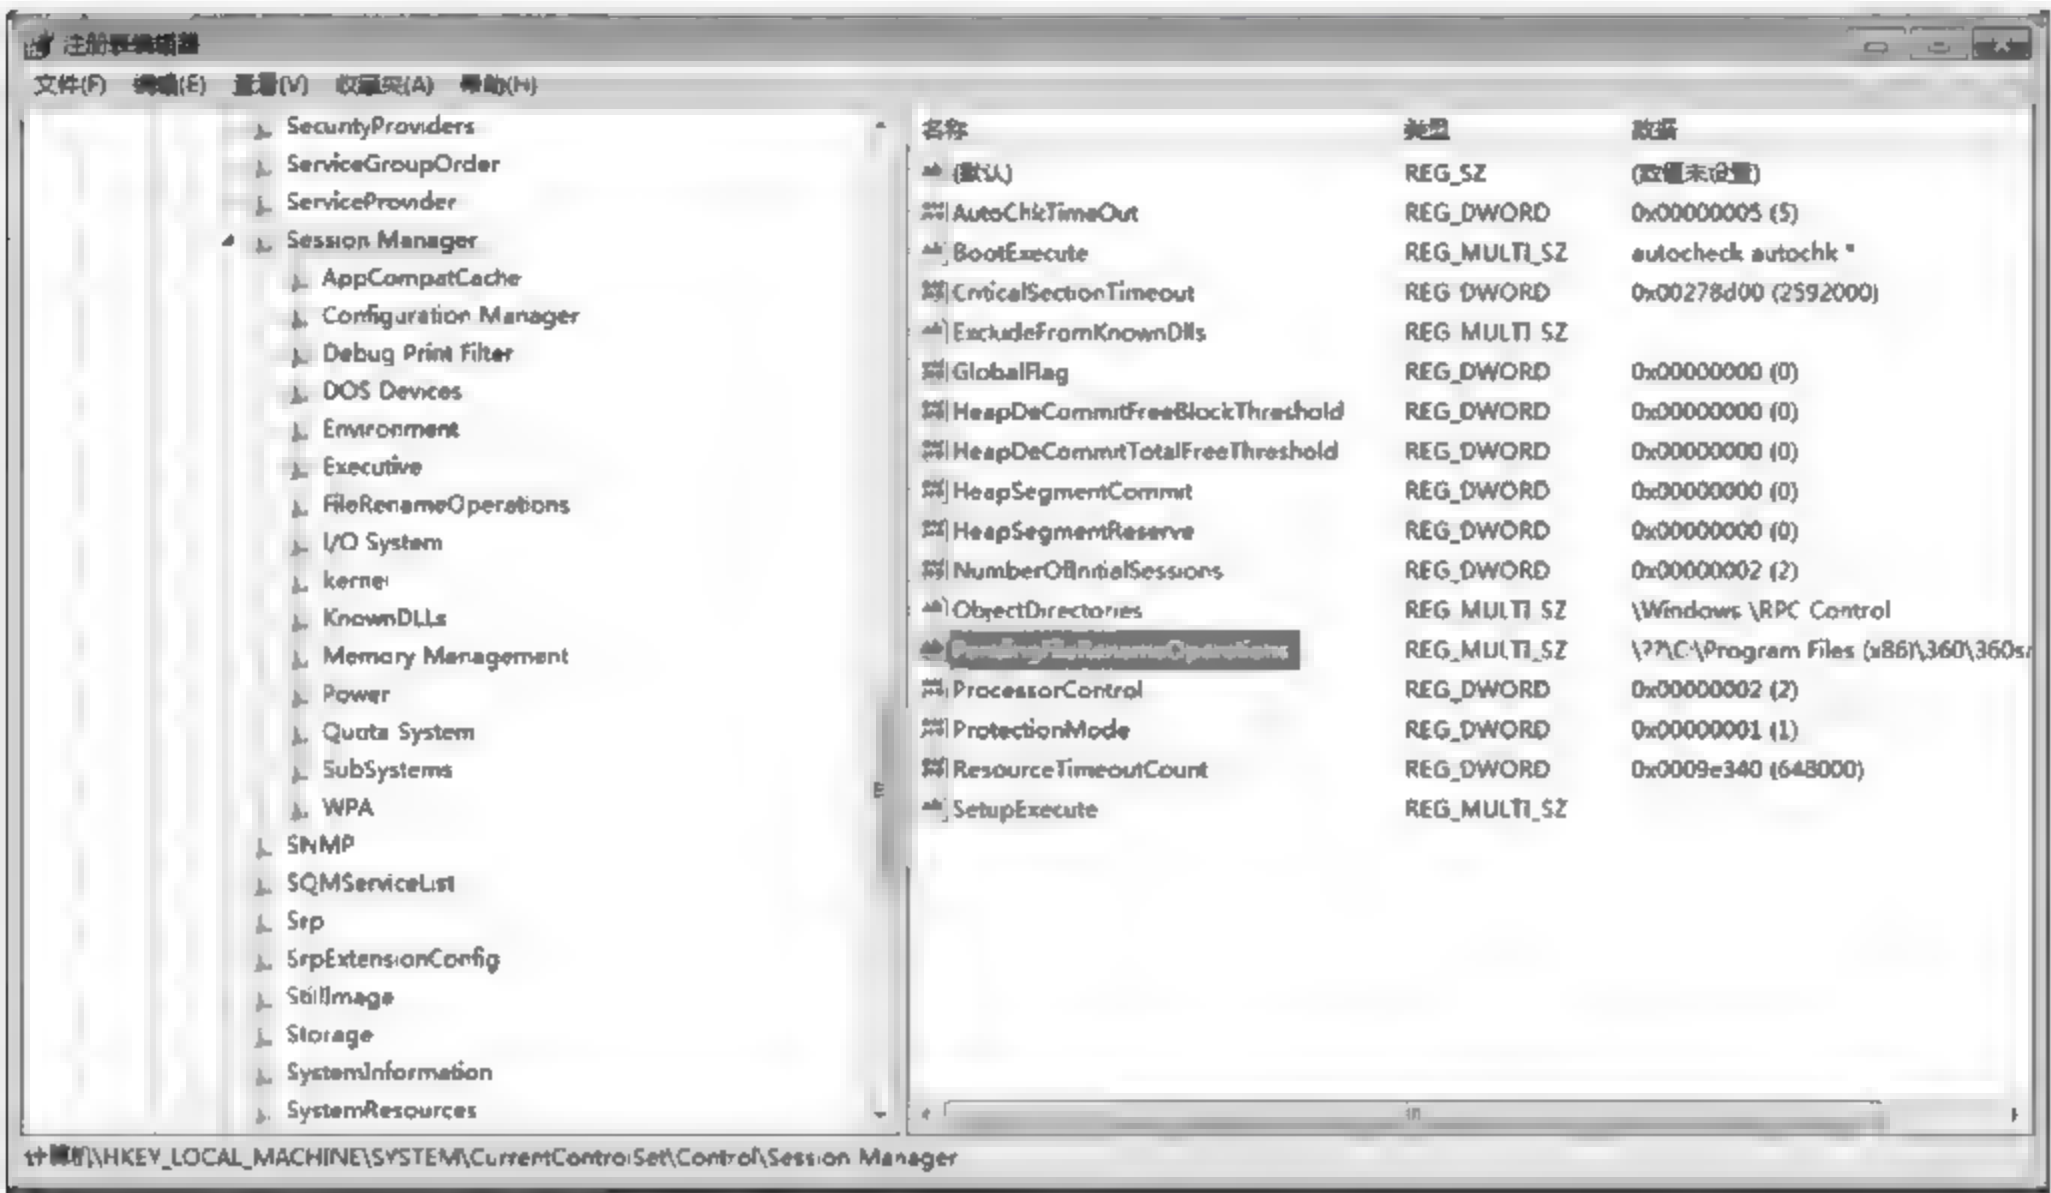 注册表编辑器
文件(F) 编辑(E) 查看(V) 收藏夹(A) 帮助(H)
SecurityProviders
ServiceGroupOrder
ServiceProvider
Session Manager
AppCompatCache
Configuration Manager
Debug Print Filter
DOS Devices
Environment
Executive
FileRenameOperations
I/O System
kernel
KnownDLLs
Memory Management
Power
Quota System
SubSystems
WPA
SNMP
SQMServiceList
Srp
SrpExtensionConfig
StillImage
Storage
SystemInformation
SystemResources
名称 类型 数据
(默认) REG_SZ (数值未设置)
AutoChkTimeOut REG_DWORD 0x00000005 (5)
BootExecute REG_MULTI_SZ autocheck autochk *
CriticalSectionTimeout REG_DWORD 0x00278d00 (2592000)
ExcludeFromKnownDlls REG_MULTI_SZ
GlobalFlag REG_DWORD 0x00000000 (0)
HeapDeCommitFreeBlockThreshold REG_DWORD 0x00000000 (0)
HeapDeCommitTotalFreeThreshold REG_DWORD 0x00000000 (0)
HeapSegmentCommit REG_DWORD 0x00000000 (0)
HeapSegmentReserve REG_DWORD 0x00000000 (0)
NumberOfInitialSessions REG_DWORD 0x00000002 (2)
ObjectDirectories REG_MULTI_SZ \Windows \RPC Control
PendingFileRenameOperations REG_MULTI_SZ \??\C:\Program Files (x86)\360\360s
ProcessorControl REG_DWORD 0x00000002 (2)
ProtectionMode REG_DWORD 0x00000001 (1)
ResourceTimeoutCount REG_DWORD 0x0009e340 (648000)
SetupExecute REG_MULTI_SZ
计算机\HKEY_LOCAL_MACHINE\SYSTEM\CurrentControlSet\Control\Session Manager